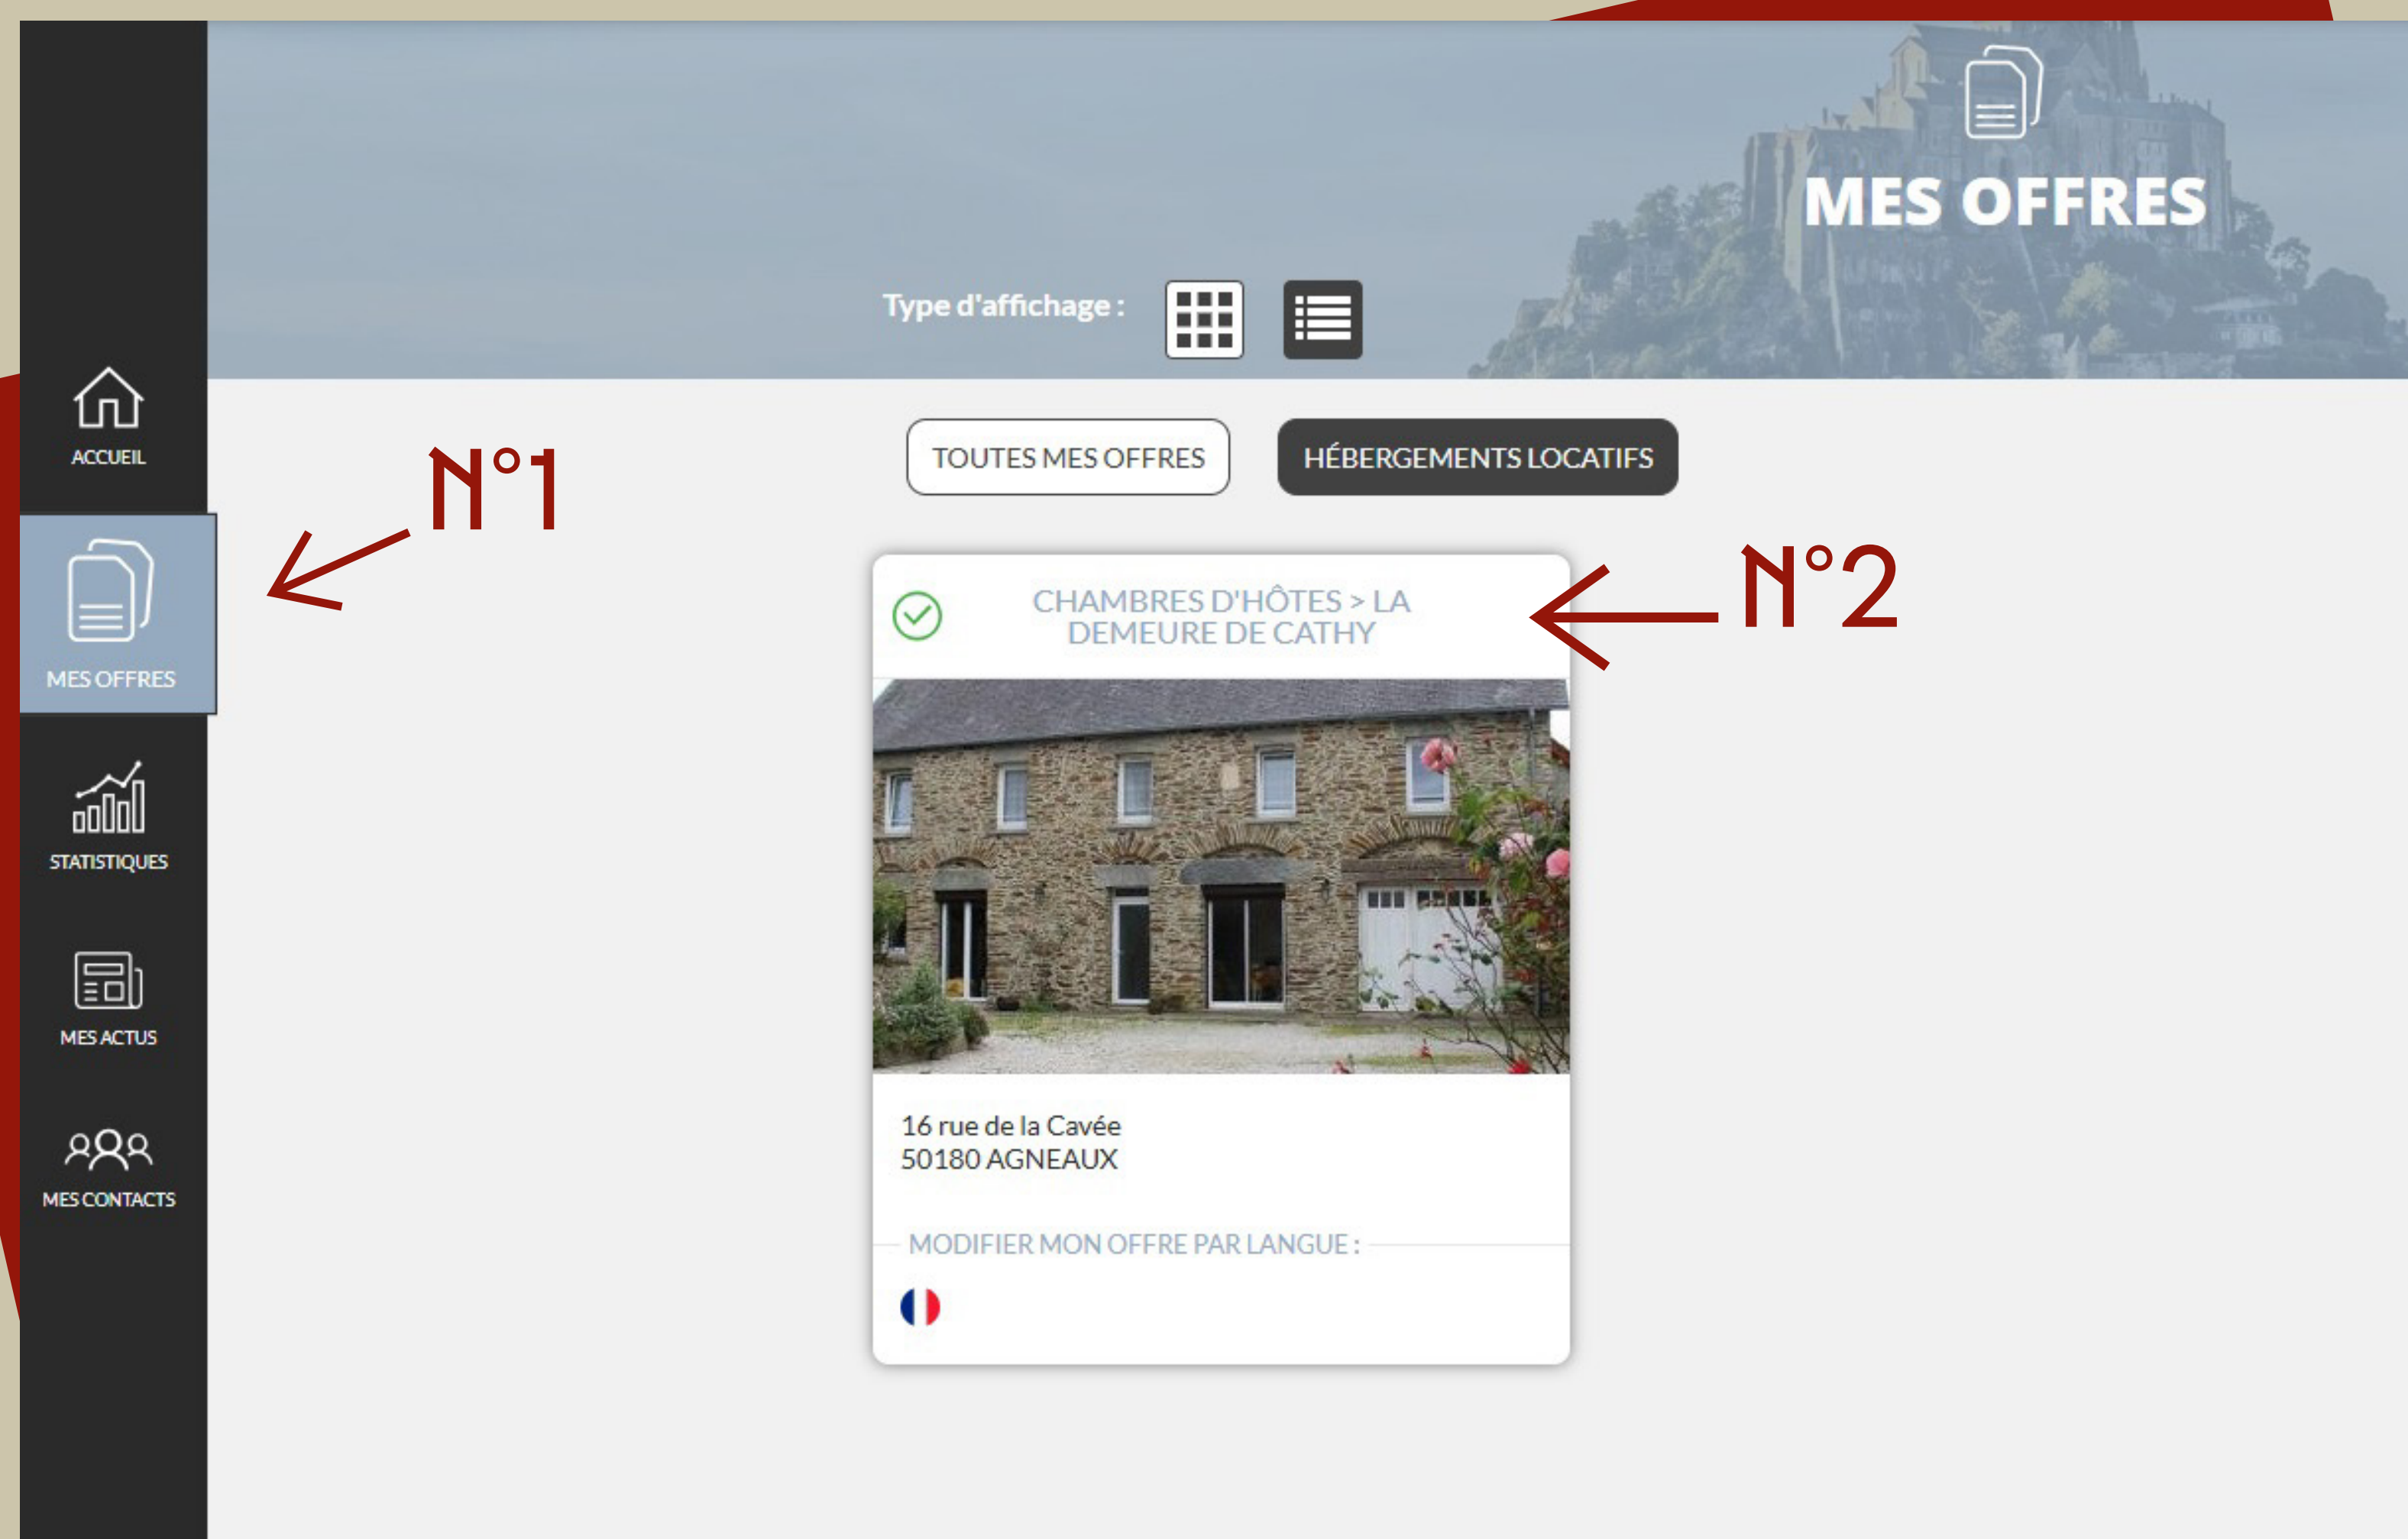 MES OFFRES
Type d'affichage :
ACCUEIL
MES OFFRES
STATISTIQUES
MES ACTUS
MES CONTACTS
N°1
TOUTES MES OFFRES
HÉBERGEMENTS LOCATIFS
N°2
CHAMBRES D'HÔTES > LA
DEMEURE DE CATHY
16 rue de la Cavée
50180 AGNEAUX
MODIFIER MON OFFRE PAR LANGUE :